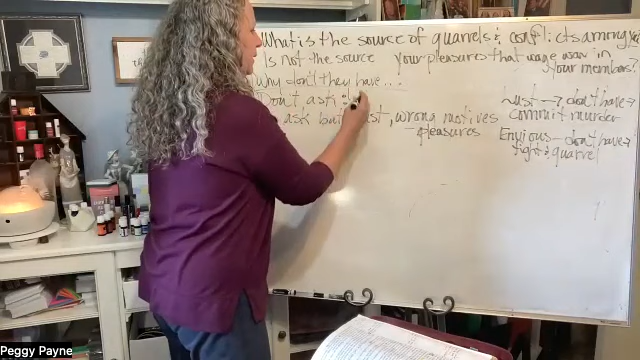 What is the source of quarrels & conflicts among
Is not the source your pleasures that wage war in
your members?
Why don't they have...
Don't ask
ask but lust, wrong motives
pleasures
Lust → don't have →
commit murder
Envious - don't have →
fight & quarrel
Peggy Payne